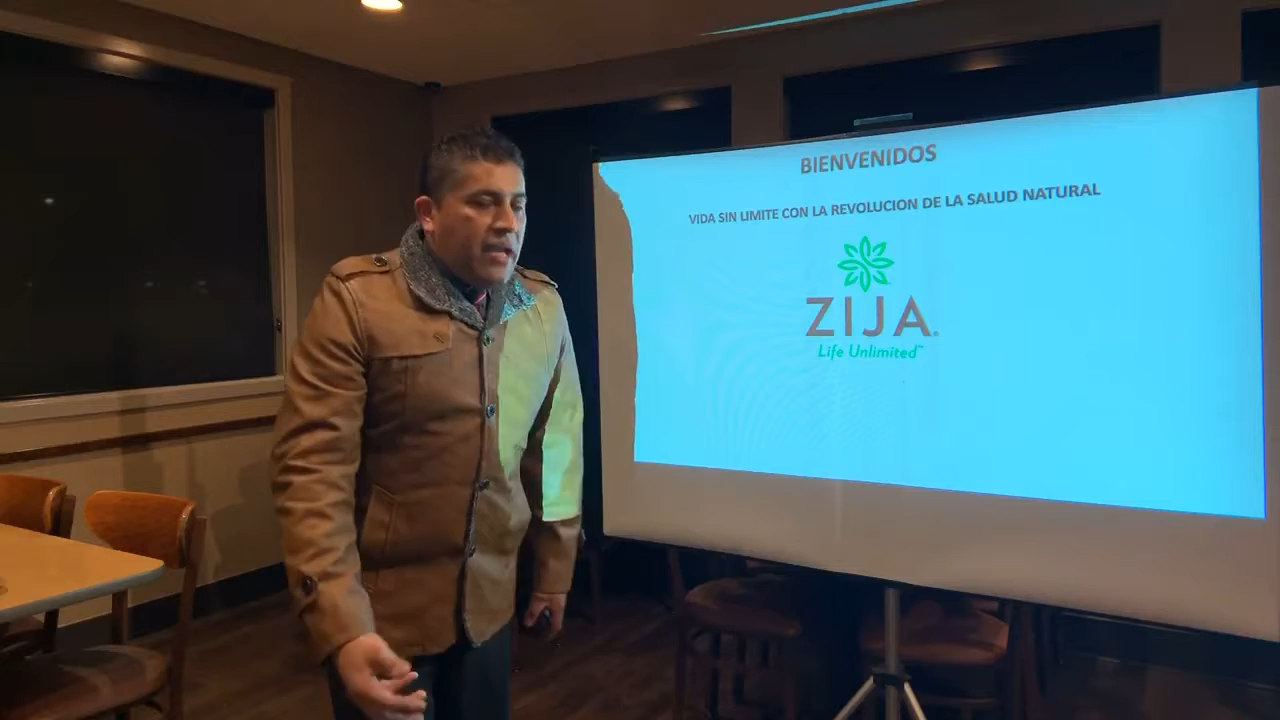 BIENVENIDOS
VIDA SIN LIMITE CON LA REVOLUCION DE LA SALUD NATURAL
ZIJA®
Life Unlimited™